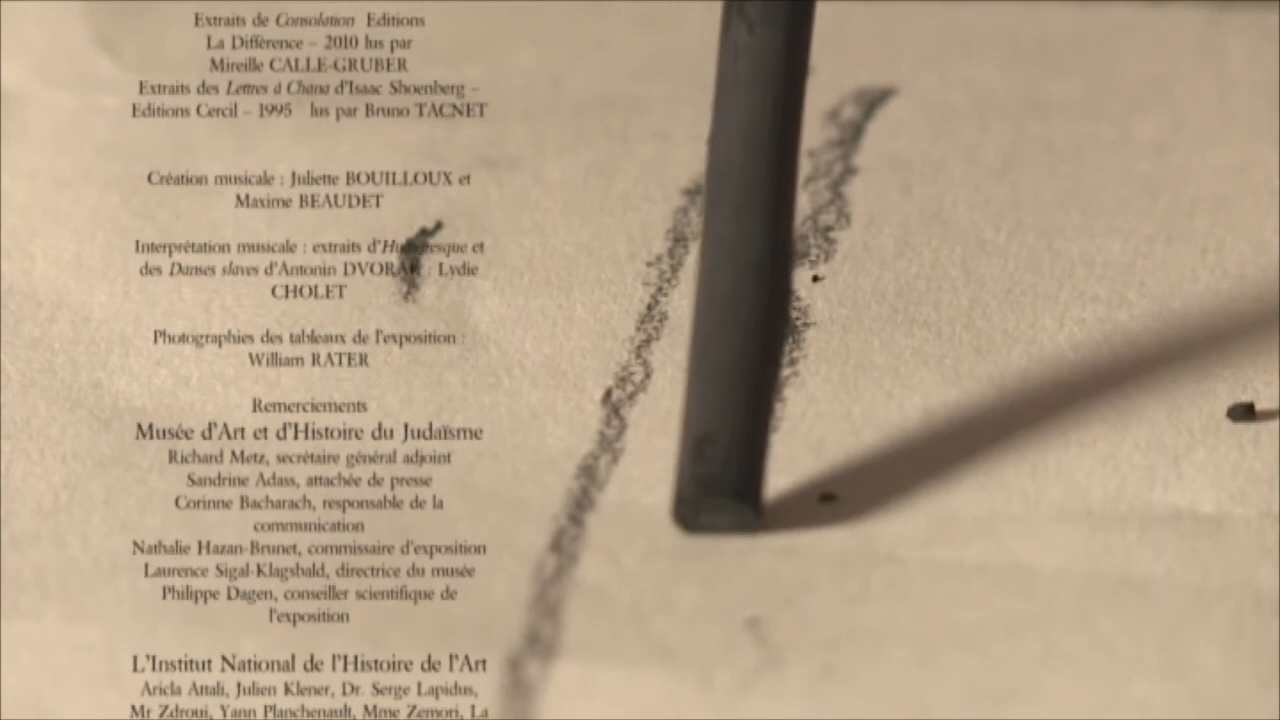 Extraits de Consolation Editions
La Différence – 2010 lus par
Mireille CALLE-GRUBER
Extraits des Lettres à Chana d'Isaac Shoenberg –
Editions Cercil – 1995 lus par Bruno TACNET
Création musicale : Juliette BOUILLOUX et
Maxime BEAUDET
Interprétation musicale : extraits d'Humoresque et
des Danses slaves d'Antonin DVORAK : Lydie
CHOLET
Photographies des tableaux de l'exposition :
William RATER
Remerciements
Musée d'Art et d'Histoire du Judaïsme
Richard Metz, secrétaire général adjoint
Sandrine Adass, attachée de presse
Corinne Bacharach, responsable de la
communication
Nathalie Hazan-Brunet, commissaire d'exposition
Laurence Sigal-Klagsbald, directrice du musée
Philippe Dagen, conseiller scientifique de
l'exposition
L'Institut National de l'Histoire de l'Art
Aricla Attali, Julien Klener, Dr. Serge Lapidus,
Mr Zdroui, Yann Planchenault, Mme Zemori, La